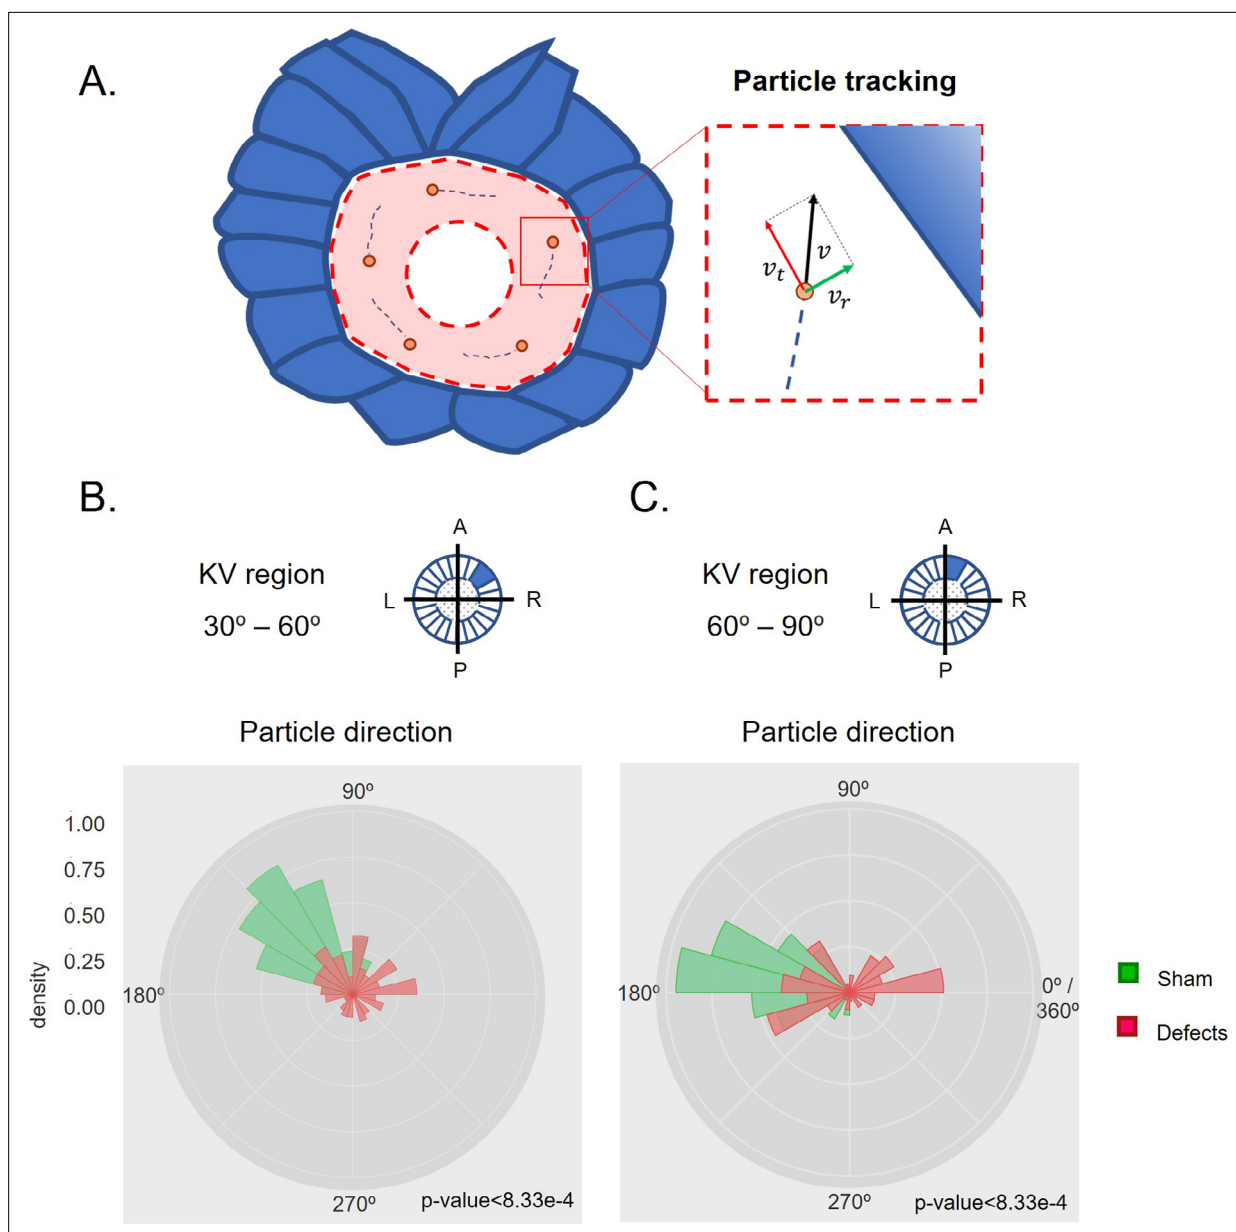 A.
Particle tracking
v
vₜ
vᵣ
B.
C.
A
KV region
L
R
30º – 60º
P
A
KV region
L
R
60º – 90º
P
Particle direction
Particle direction
90º
1.00
0.75
0.50
0.25
0.00
density
180º
270º
p-value<8.33e-4
90º
180º
0º /
360º
270º
p-value<8.33e-4
Sham
Defects